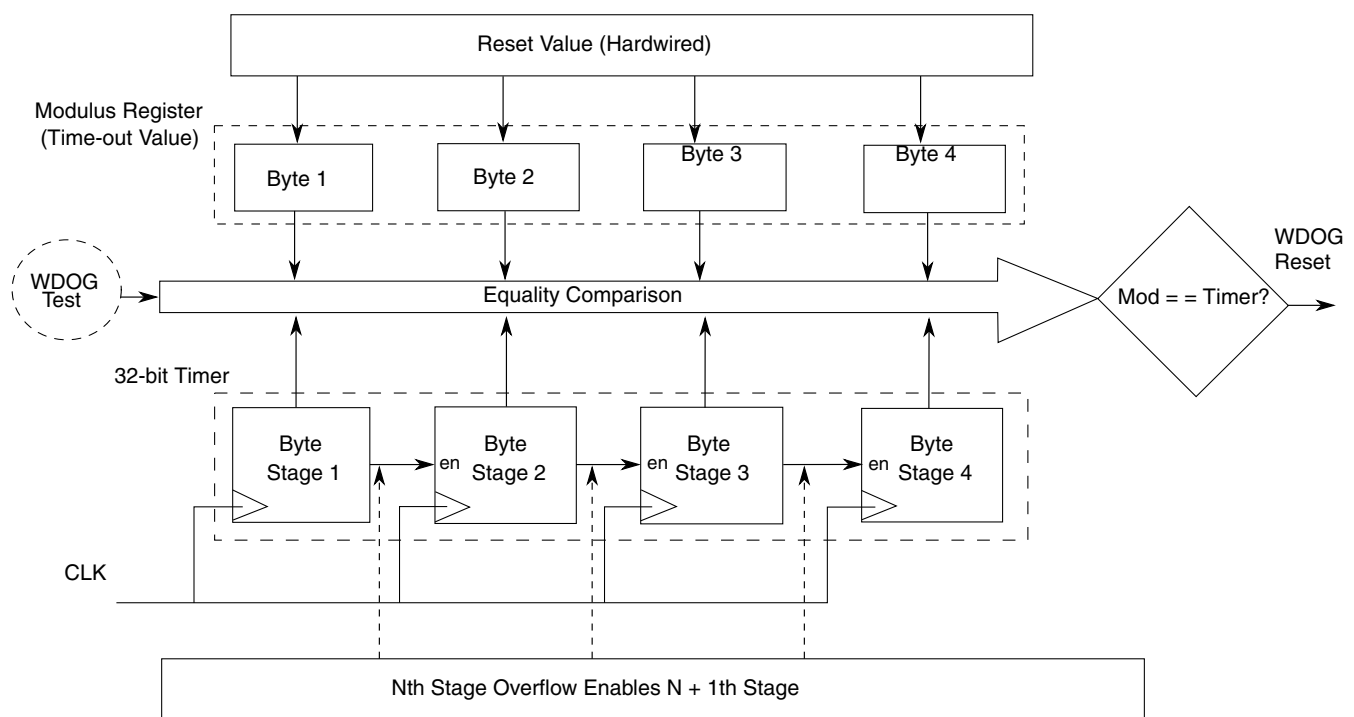 Reset Value (Hardwired)
Modulus Register
(Time-out Value)
Byte 1
Byte 2
Byte 3
Byte 4
WDOG
Test
Equality Comparison
Mod = = Timer?
WDOG
Reset
32-bit Timer
Byte
Stage 1
en
Byte
Stage 2
en
Byte
Stage 3
en
Byte
Stage 4
CLK
Nth Stage Overflow Enables N + 1th Stage